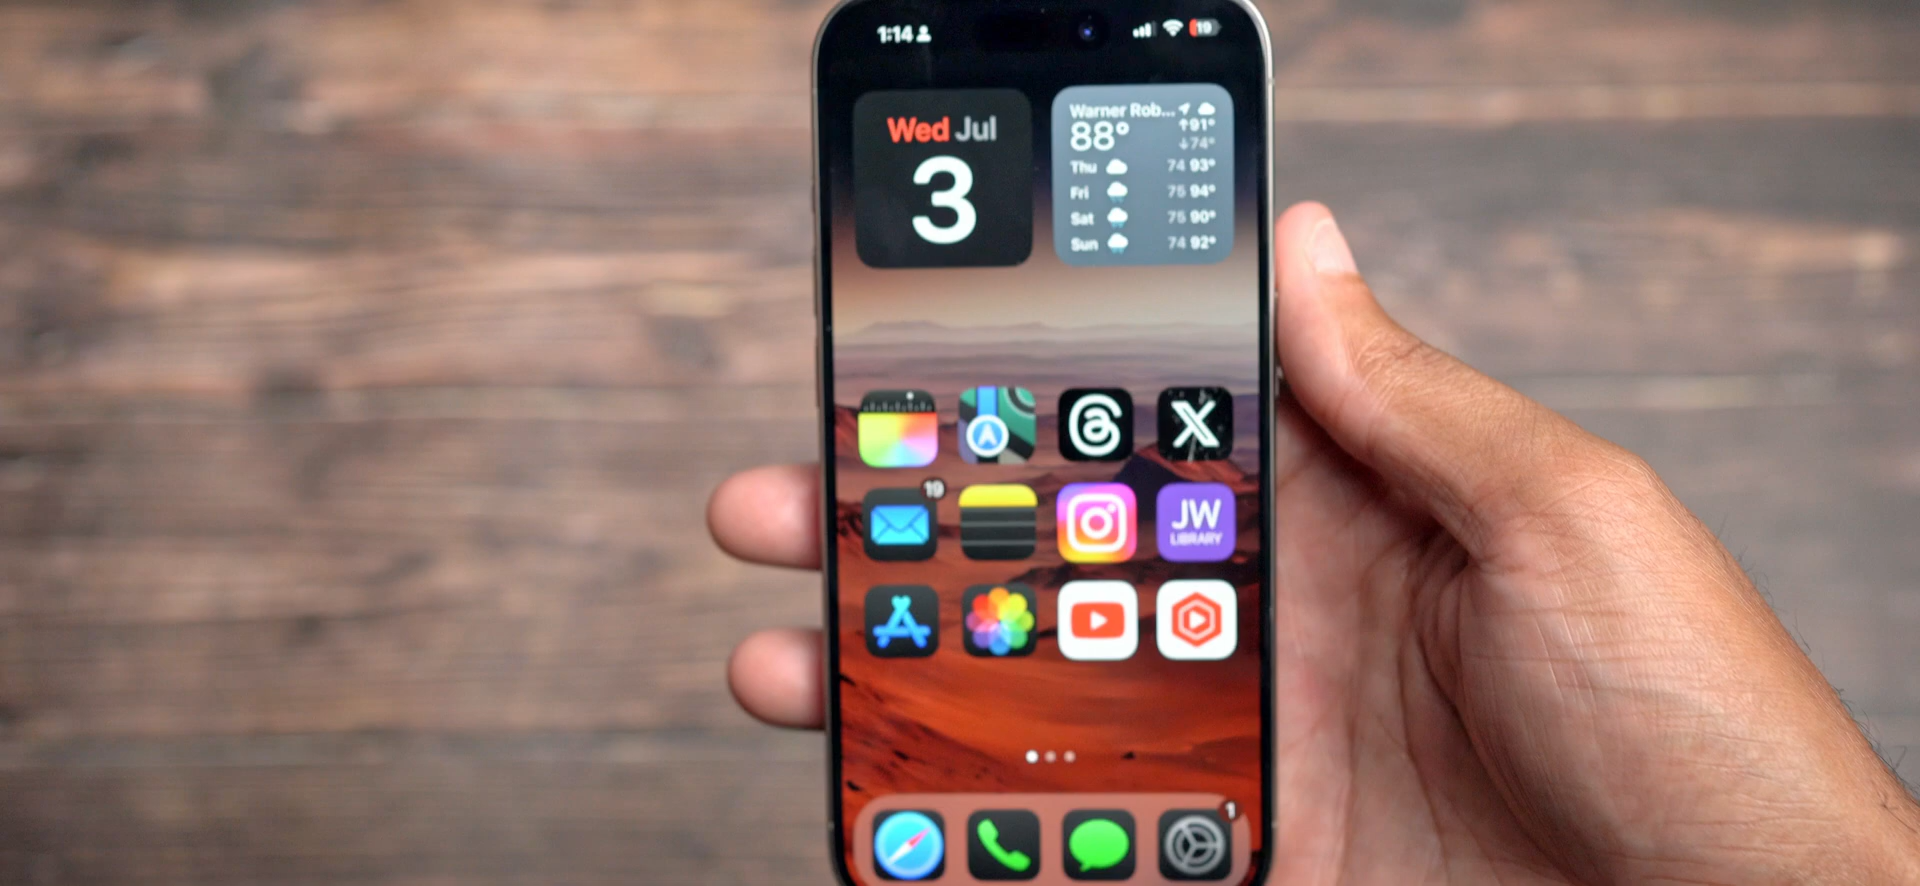 1:14
19
Wed Jul
3
Warner Rob...
88°
↑91°
↓74°
Thu 74 93°
Fri 75 94°
Sat 75 90°
Sun 74 92°
19
JW
LIBRARY
1